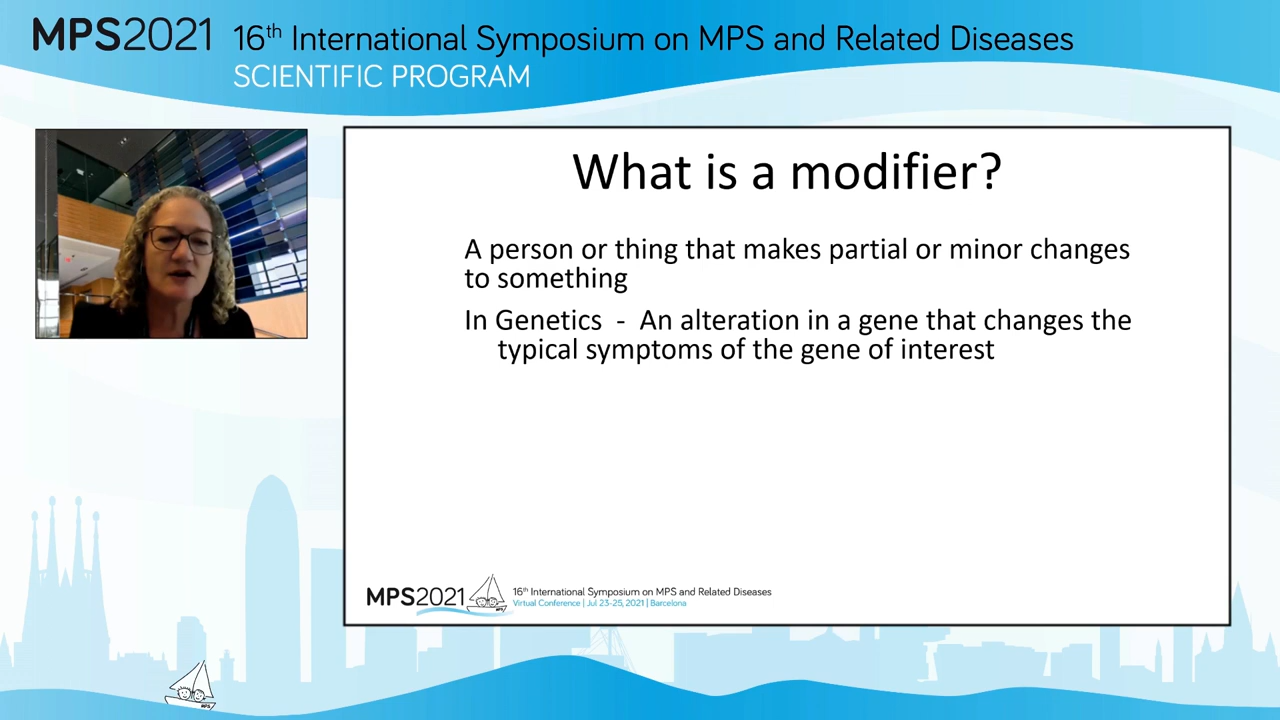 MPS2021 16th International Symposium on MPS and Related Diseases
SCIENTIFIC PROGRAM
What is a modifier?
A person or thing that makes partial or minor changes
to something
In Genetics - An alteration in a gene that changes the
typical symptoms of the gene of interest
MPS2021
MPS
16th International Symposium on MPS and Related Diseases
Virtual Conference | Jul 23-25, 2021 | Barcelona
MPS